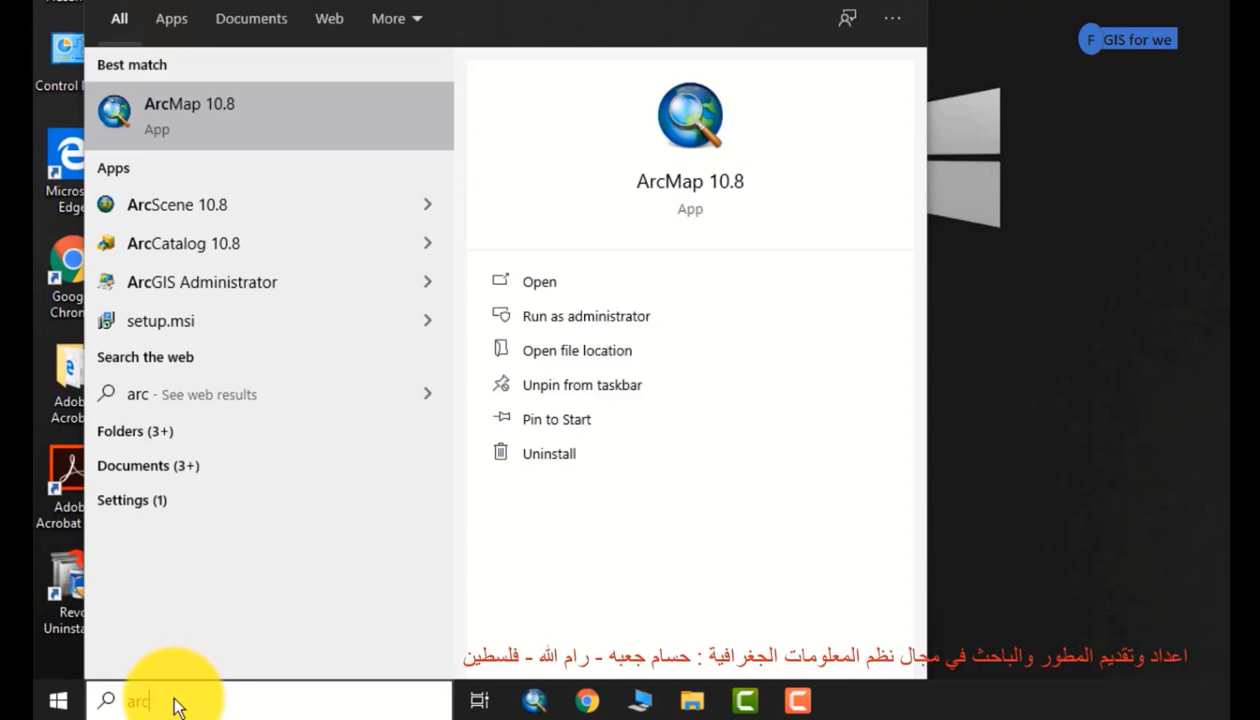 All Apps Documents Web More
F GIS for we
Best match
ArcMap 10.8
App
Apps
ArcScene 10.8
ArcCatalog 10.8
ArcGIS Administrator
setup.msi
Search the web
arc - See web results
Folders (3+)
Documents (3+)
Settings (1)
ArcMap 10.8
App
Open
Run as administrator
Open file location
Unpin from taskbar
Pin to Start
Uninstall
Control
Micros
Edge
Goog
Chron
Adob
Acrob
Adob
Acrobat
Revo
Uninsta
اعداد وتقديم المطور والباحث في مجال نظم المعلومات الجغرافية : حسام جعبه - رام الله - فلسطين
arc